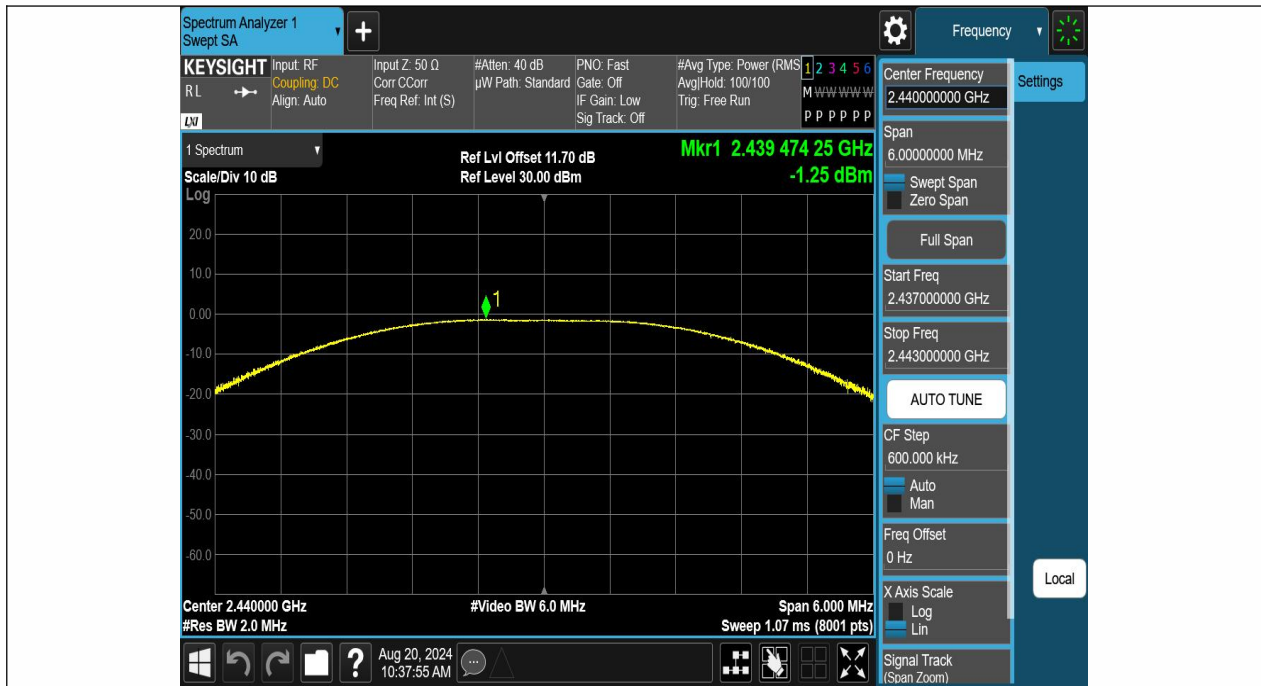 Spectrum Analyzer 1
Swept SA
+
Frequency
KEYSIGHT
R L
LXI
Input: RF
Coupling: DC
Align: Auto
Input Z: 50 Ω
Corr CCorr
Freq Ref: Int (S)
#Atten: 40 dB
µW Path: Standard
PNO: Fast
Gate: Off
IF Gain: Low
Sig Track: Off
#Avg Type: Power (RMS
Avg|Hold: 100/100
Trig: Free Run
1 2 3 4 5 6
M W W W W W
P P P P P P
1 Spectrum
Scale/Div 10 dB
Log
Ref Lvl Offset 11.70 dB
Ref Level 30.00 dBm
Mkr1 2.439 474 25 GHz
-1.25 dBm
20.0
10.0
0.00
-10.0
-20.0
-30.0
-40.0
-50.0
-60.0
1
Center 2.440000 GHz
#Res BW 2.0 MHz
#Video BW 6.0 MHz
Span 6.000 MHz
Sweep 1.07 ms (8001 pts)
?
Aug 20, 2024
10:37:55 AM
Center Frequency
2.440000000 GHz
Settings
Span
6.00000000 MHz
Swept Span
Zero Span
Full Span
Start Freq
2.437000000 GHz
Stop Freq
2.443000000 GHz
AUTO TUNE
CF Step
600.000 kHz
Auto
Man
Freq Offset
0 Hz
X Axis Scale
Log
Lin
Signal Track
(Span Zoom)
Local